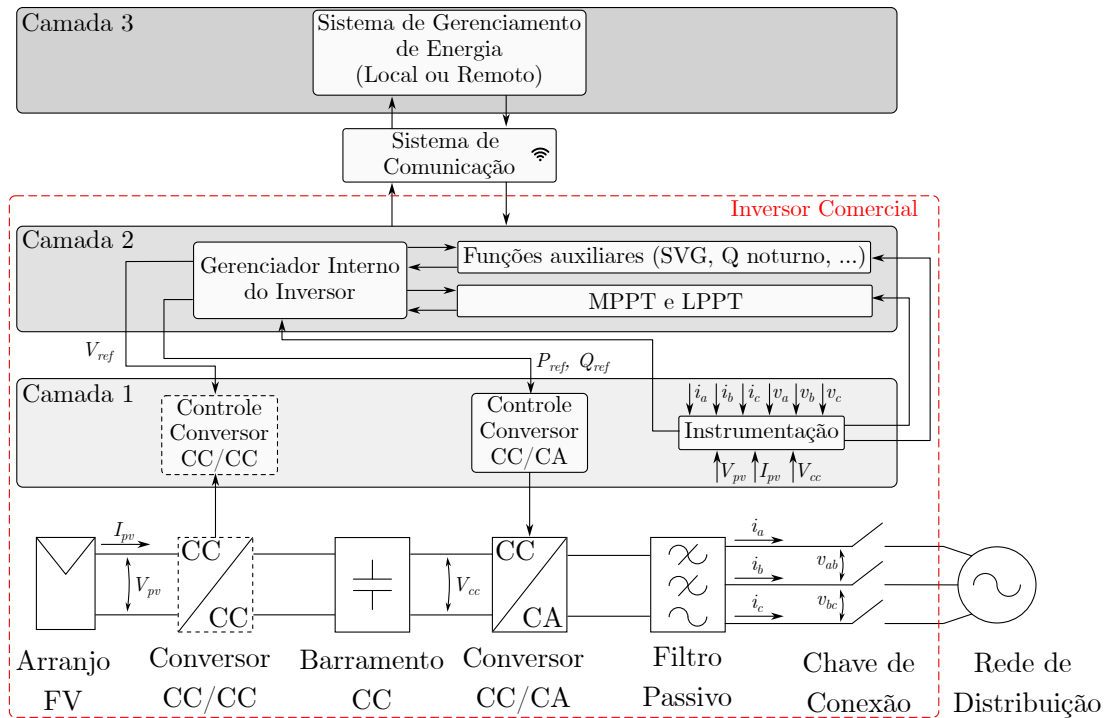 Camada 3
Sistema de Gerenciamento
de Energia
(Local ou Remoto)
Sistema de
Comunicação
Inversor Comercial
Camada 2
Gerenciador Interno
do Inversor
Funções auxiliares (SVG, Q noturno, ...)
MPPT e LPPT
V_ref
P_ref, Q_ref
Camada 1
Controle
Conversor
CC/CC
Controle
Conversor
CC/CA
i_a i_b i_c v_a v_b v_c
Instrumentação
V_pv I_pv V_cc
I_pv
V_pv
CC
CC
V_cc
CC
CA
i_a
i_b
i_c
v_ab
v_bc
Arranjo
FV
Conversor
CC/CC
Barramento
CC
Conversor
CC/CA
Filtro
Passivo
Chave de
Conexão
Rede de
Distribuição